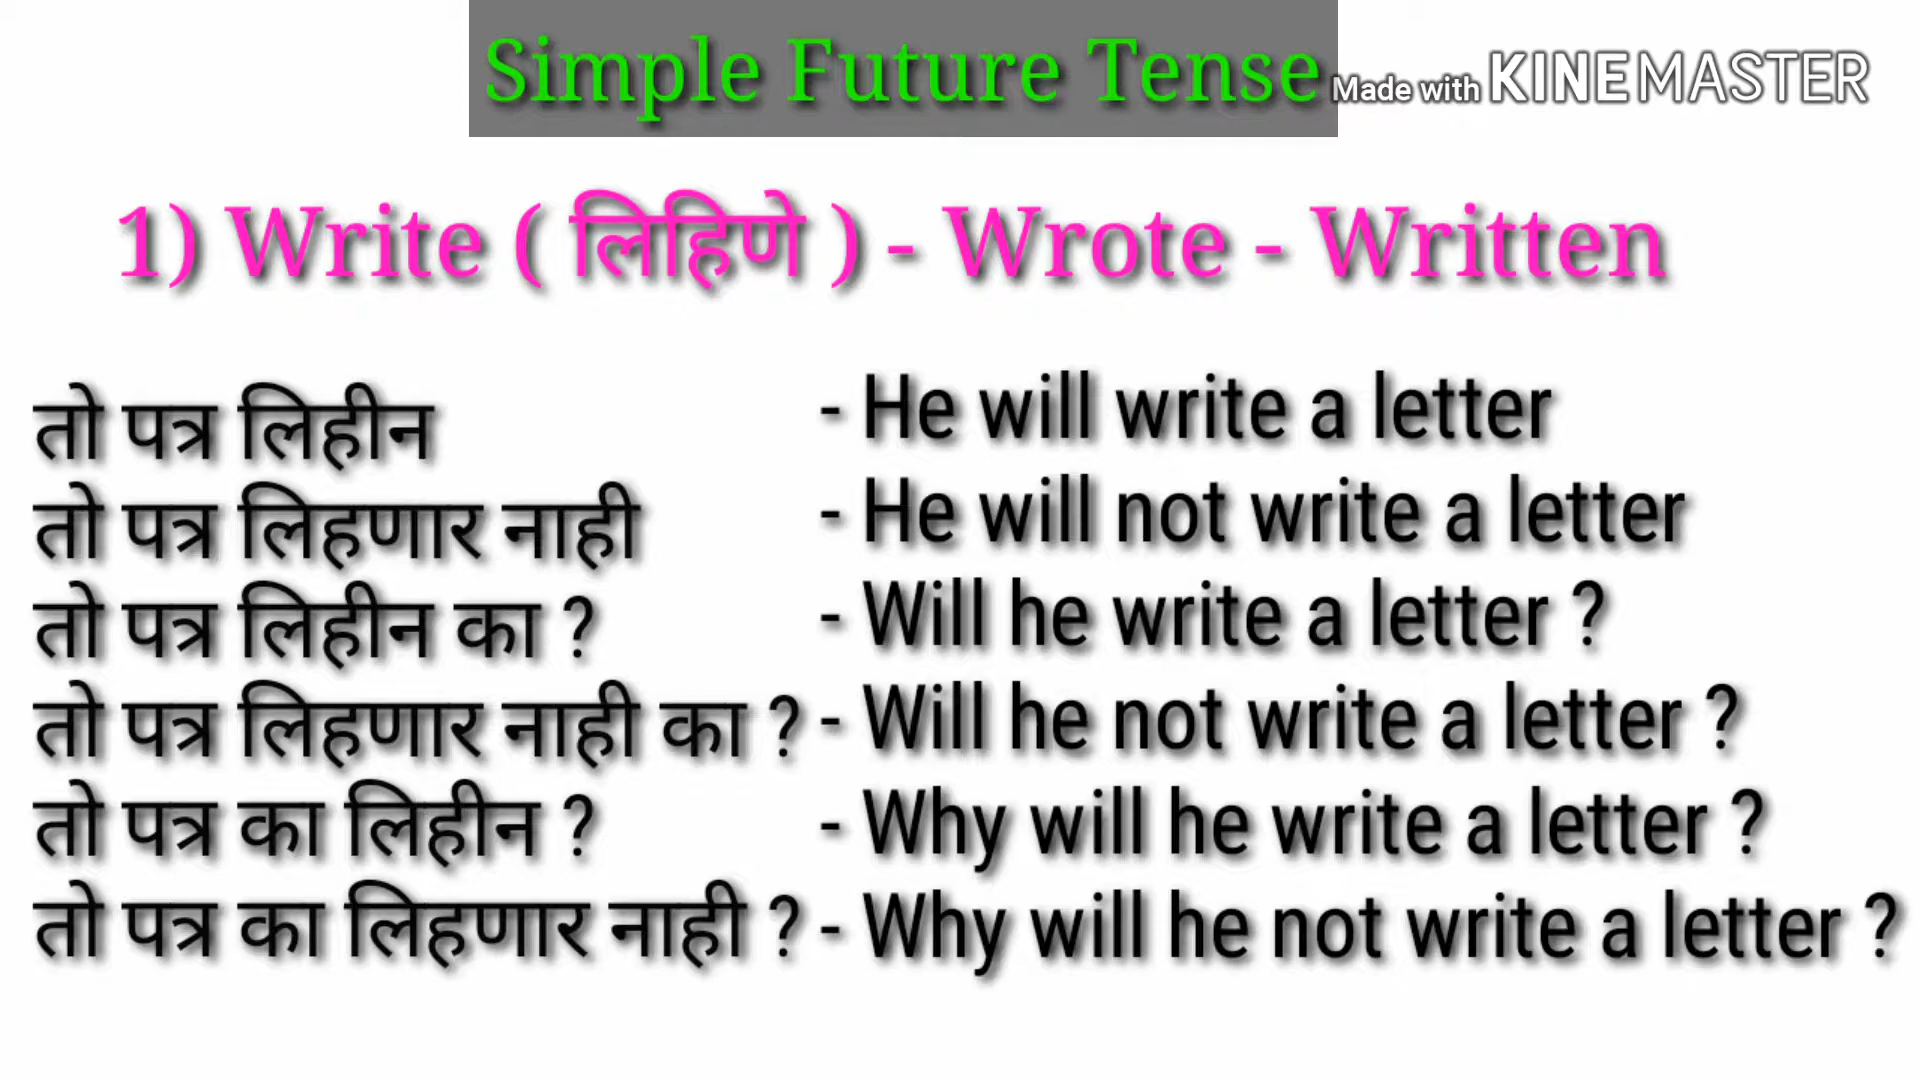 Simple Future Tense
Made with KINEMASTER
1) Write ( लिहिणे ) - Wrote - Written
तो पत्र लिहीन - He will write a letter
तो पत्र लिहणार नाही - He will not write a letter
तो पत्र लिहीन का ? - Will he write a letter ?
तो पत्र लिहणार नाही का ? - Will he not write a letter ?
तो पत्र का लिहीन ? - Why will he write a letter ?
तो पत्र का लिहणार नाही ? - Why will he not write a letter ?